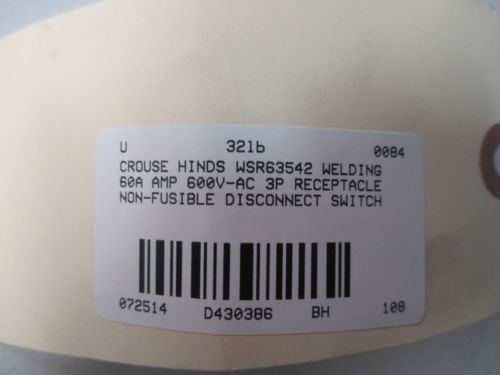 U 32lb 0084
CROUSE HINDS WSR63542 WELDING
60A AMP 600V-AC 3P RECEPTACLE
NON-FUSIBLE DISCONNECT SWITCH
072514 D430386 BH 108